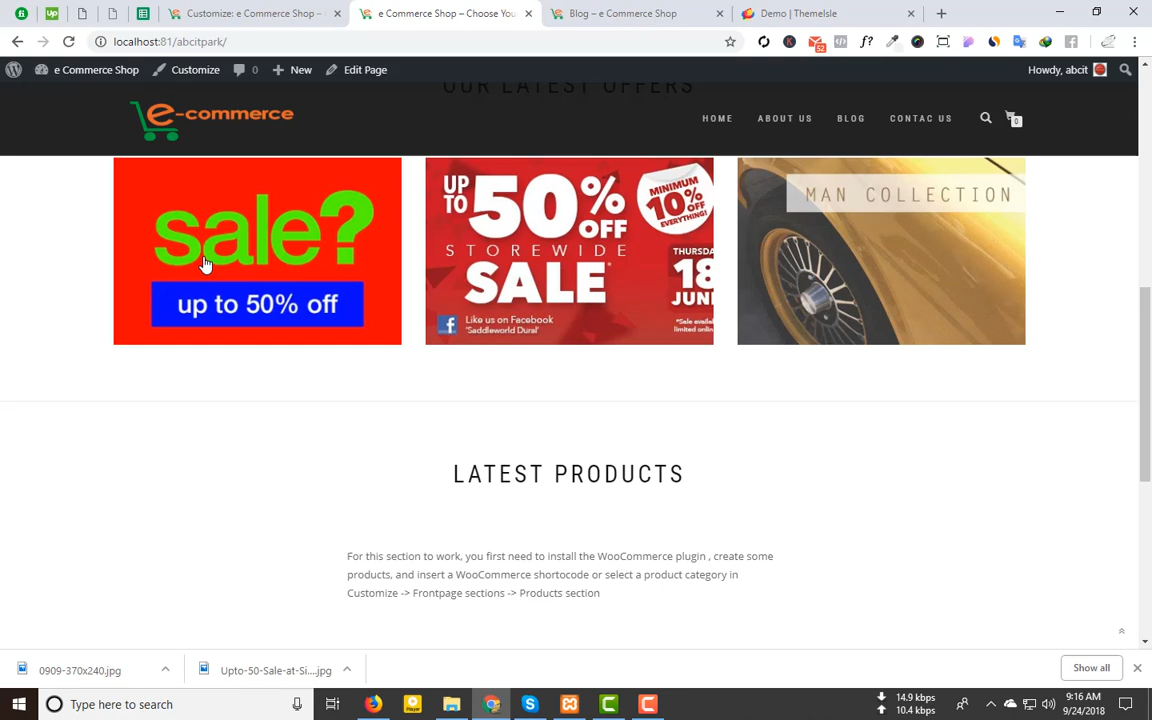 Customize: e Commerce Shop –
e Commerce Shop – Choose You
Blog – e Commerce Shop
Demo | ThemeIsle
localhost:81/abcitpark/
52
f?
e Commerce Shop
Customize
0
New
Edit Page
Howdy, abcit
OUR LATEST OFFERS
e-commerce
HOME
ABOUT US
BLOG
CONTAC US
0
sale?
up to 50% off
UP TO
50% OFF
MINIMUM
10% OFF
EVERYTHING!
STOREWIDE
SALE*
THURSDA
18
JUNE
Like us on Facebook
'Saddleworld Dural'
*Sale availa
limited onlin
MAN COLLECTION
LATEST PRODUCTS
For this section to work, you first need to install the WooCommerce plugin , create some
products, and insert a WooCommerce shortocode or select a product category in
Customize -> Frontpage sections -> Products section
0909-370x240.jpg
Upto-50-Sale-at-Si....jpg
Show all
Type here to search
14.9 kbps
10.4 kbps
9:16 AM
9/24/2018